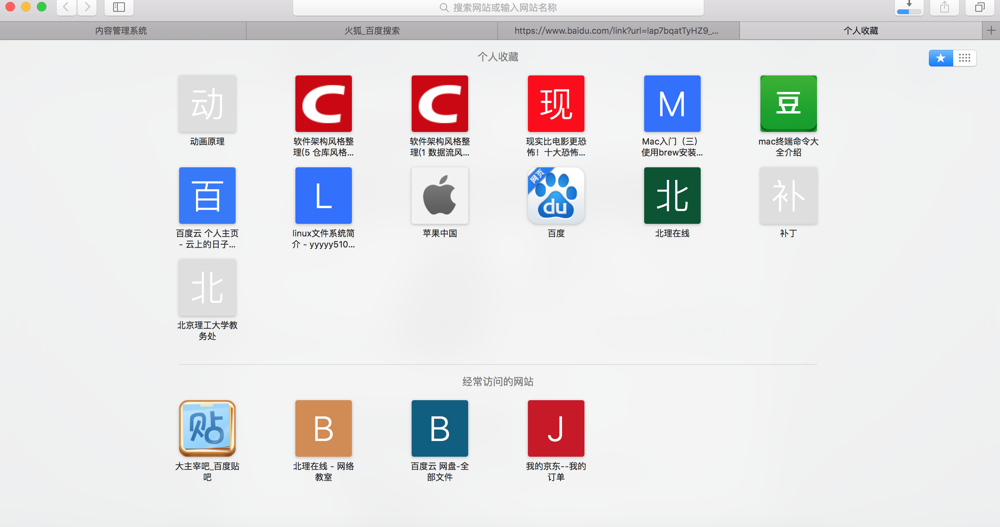 搜索网站或输入网站名称
内容管理系统
火狐_百度搜索
https://www.baidu.com/link?url=lap7bqatTyHZ9_...
个人收藏
个人收藏
动
现
M
豆
动画原理
软件架构风格整
理(5 仓库风格...
软件架构风格整
理(1 数据流风...
现实比电影更恐
怖！十大恐怖...
Mac入门（三）
使用brew安装...
mac终端命令大
全介绍
百
L
网页
du
北
补
百度云 个人主页
- 云上的日子...
linux文件系统简
介 - yyyyy510...
苹果中国
百度
北理在线
补丁
北
北京理工大学教
务处
经常访问的网站
贴
B
B
J
大主宰吧_百度贴
吧
北理在线 - 网络
教室
百度云 网盘-全
部文件
我的京东--我的
订单